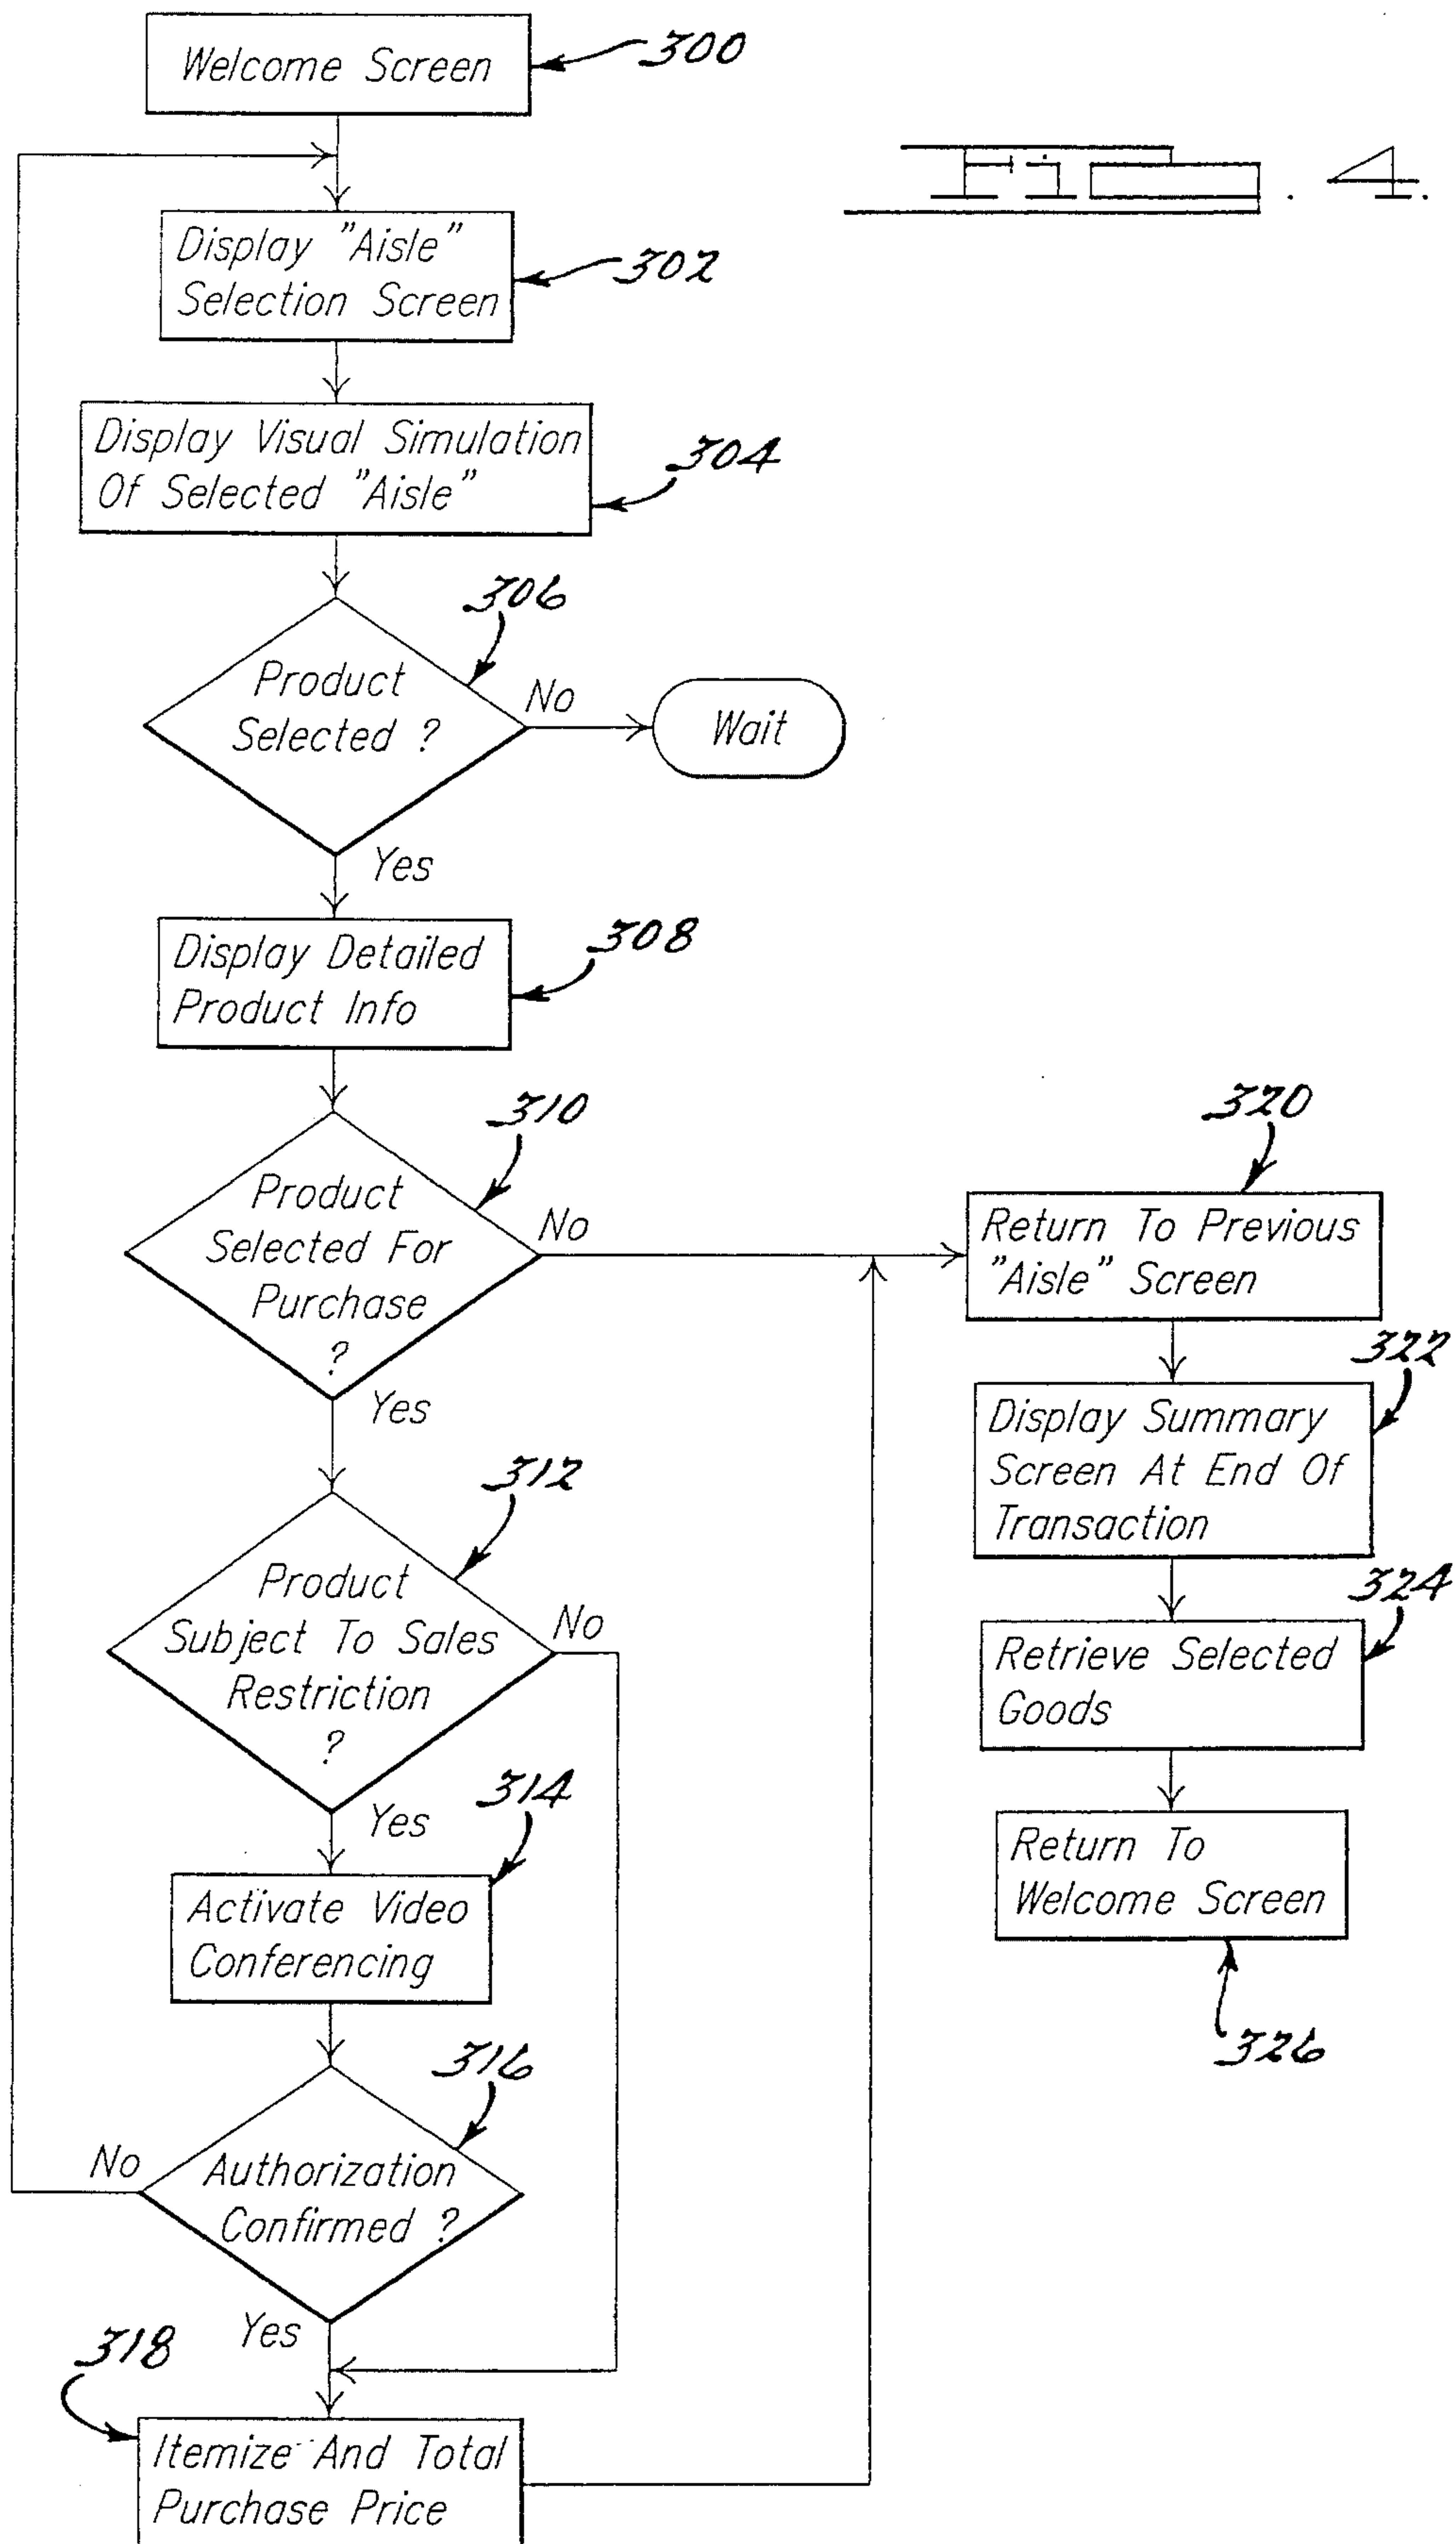 Welcome Screen
300
Fig. 4.
Display "Aisle"
Selection Screen
302
Display Visual Simulation
Of Selected "Aisle"
304
306
Product
Selected ?
No
Wait
Yes
Display Detailed
Product Info
308
310
Product
Selected For
Purchase
?
No
Yes
312
Product
Subject To Sales
Restriction
?
No
Yes
314
Activate Video
Conferencing
316
Authorization
Confirmed ?
No
Yes
318
Itemize And Total
Purchase Price
320
Return To Previous
"Aisle" Screen
322
Display Summary
Screen At End Of
Transaction
324
Retrieve Selected
Goods
Return To
Welcome Screen
326